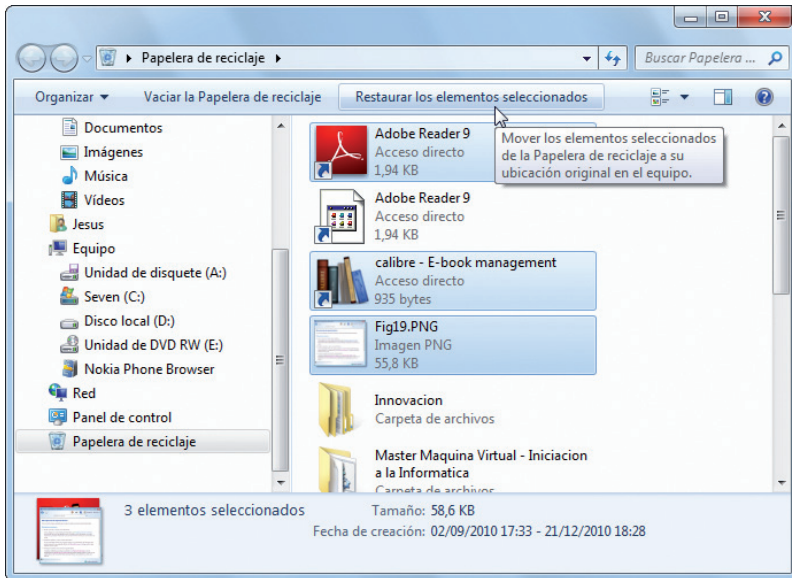 Papelera de reciclaje
Buscar Papelera ...
Organizar
Vaciar la Papelera de reciclaje
Restaurar los elementos seleccionados
Mover los elementos seleccionados
de la Papelera de reciclaje a su
ubicación original en el equipo.
Documentos
Imágenes
Música
Vídeos
Jesus
Equipo
Unidad de disquete (A:)
Seven (C:)
Disco local (D:)
Unidad de DVD RW (E:)
Nokia Phone Browser
Red
Panel de control
Papelera de reciclaje
Adobe Reader 9
Acceso directo
1,94 KB
Adobe Reader 9
Acceso directo
1,94 KB
calibre - E-book management
Acceso directo
935 bytes
Fig19.PNG
Imagen PNG
55,8 KB
Innovacion
Carpeta de archivos
Master Maquina Virtual - Iniciacion
a la Informatica
Carpeta de archivos
3 elementos seleccionados
Tamaño: 58,6 KB
Fecha de creación: 02/09/2010 17:33 - 21/12/2010 18:28